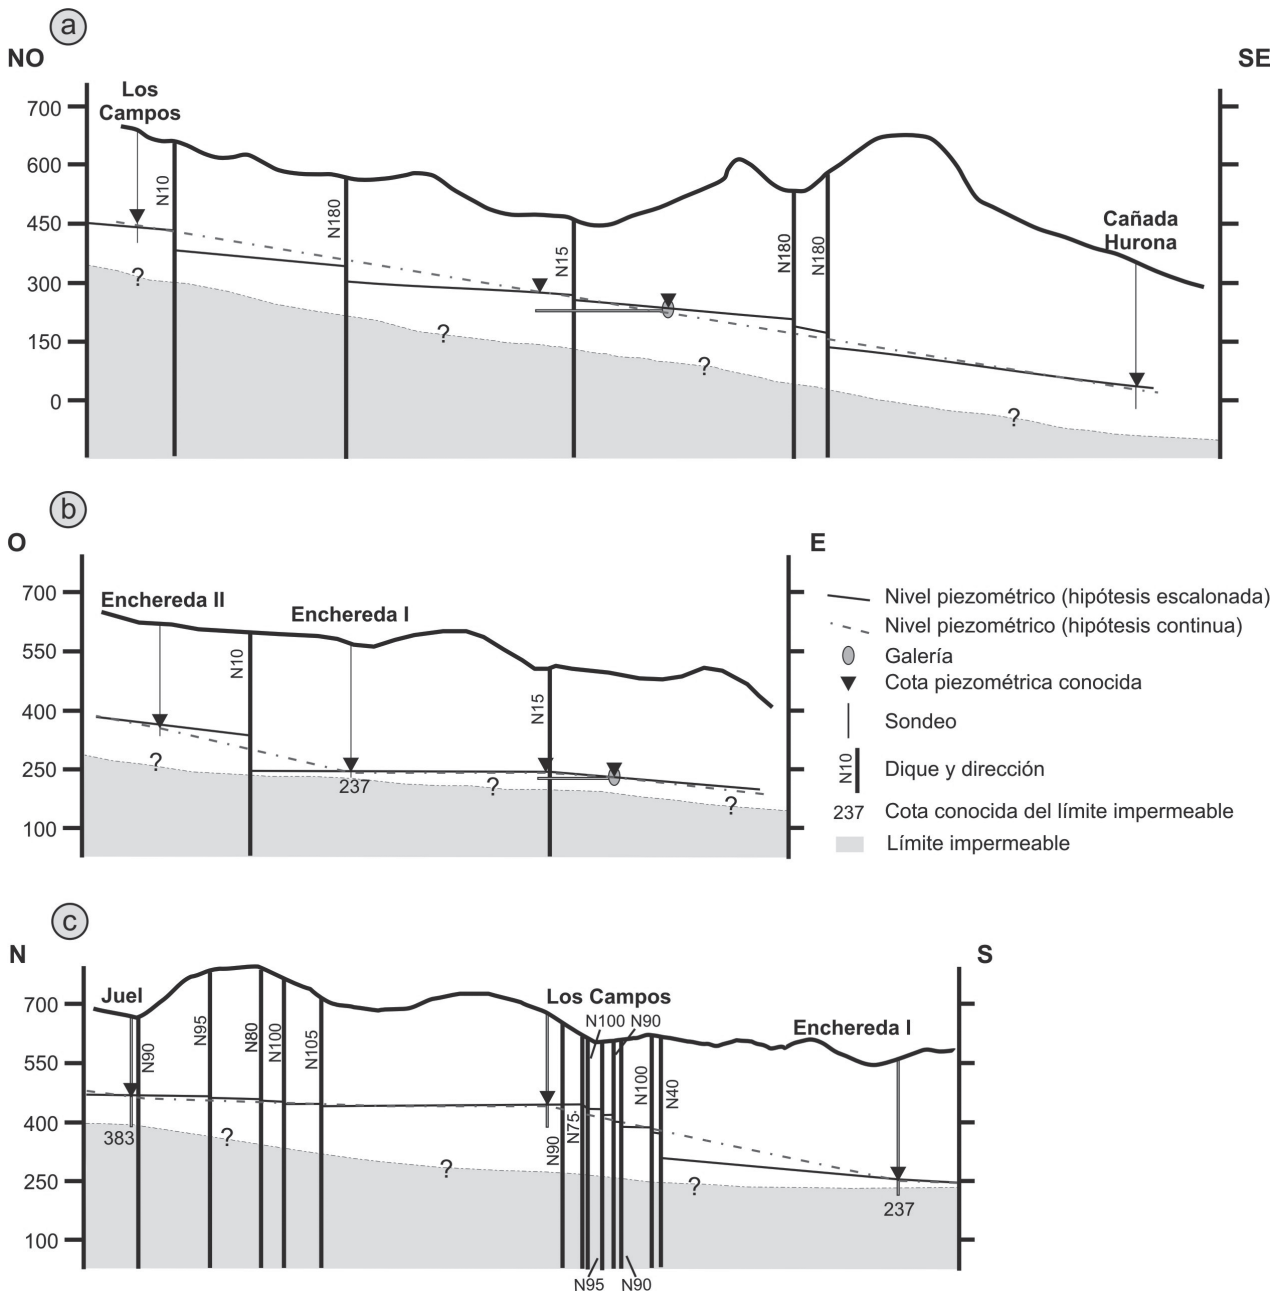 a
NO
SE
Los
Campos
Cañada
Hurona
700
600
450
300
150
0
N10
N180
N15
N180
N180
?
?
?
?
b
O
E
Enchereda II
Enchereda I
700
550
400
250
100
N10
N15
237
?
?
?
Nivel piezométrico (hipótesis escalonada)
Nivel piezométrico (hipótesis continua)
Galería
Cota piezométrica conocida
Sondeo
N10
Dique y dirección
237
Cota conocida del límite impermeable
Límite impermeable
c
N
S
Juel
Los Campos
Enchereda I
700
550
400
250
100
N90
N95
N80
N100
N105
N90
N75
N100
N90
N100
N40
383
237
?
?
?
N95
N90